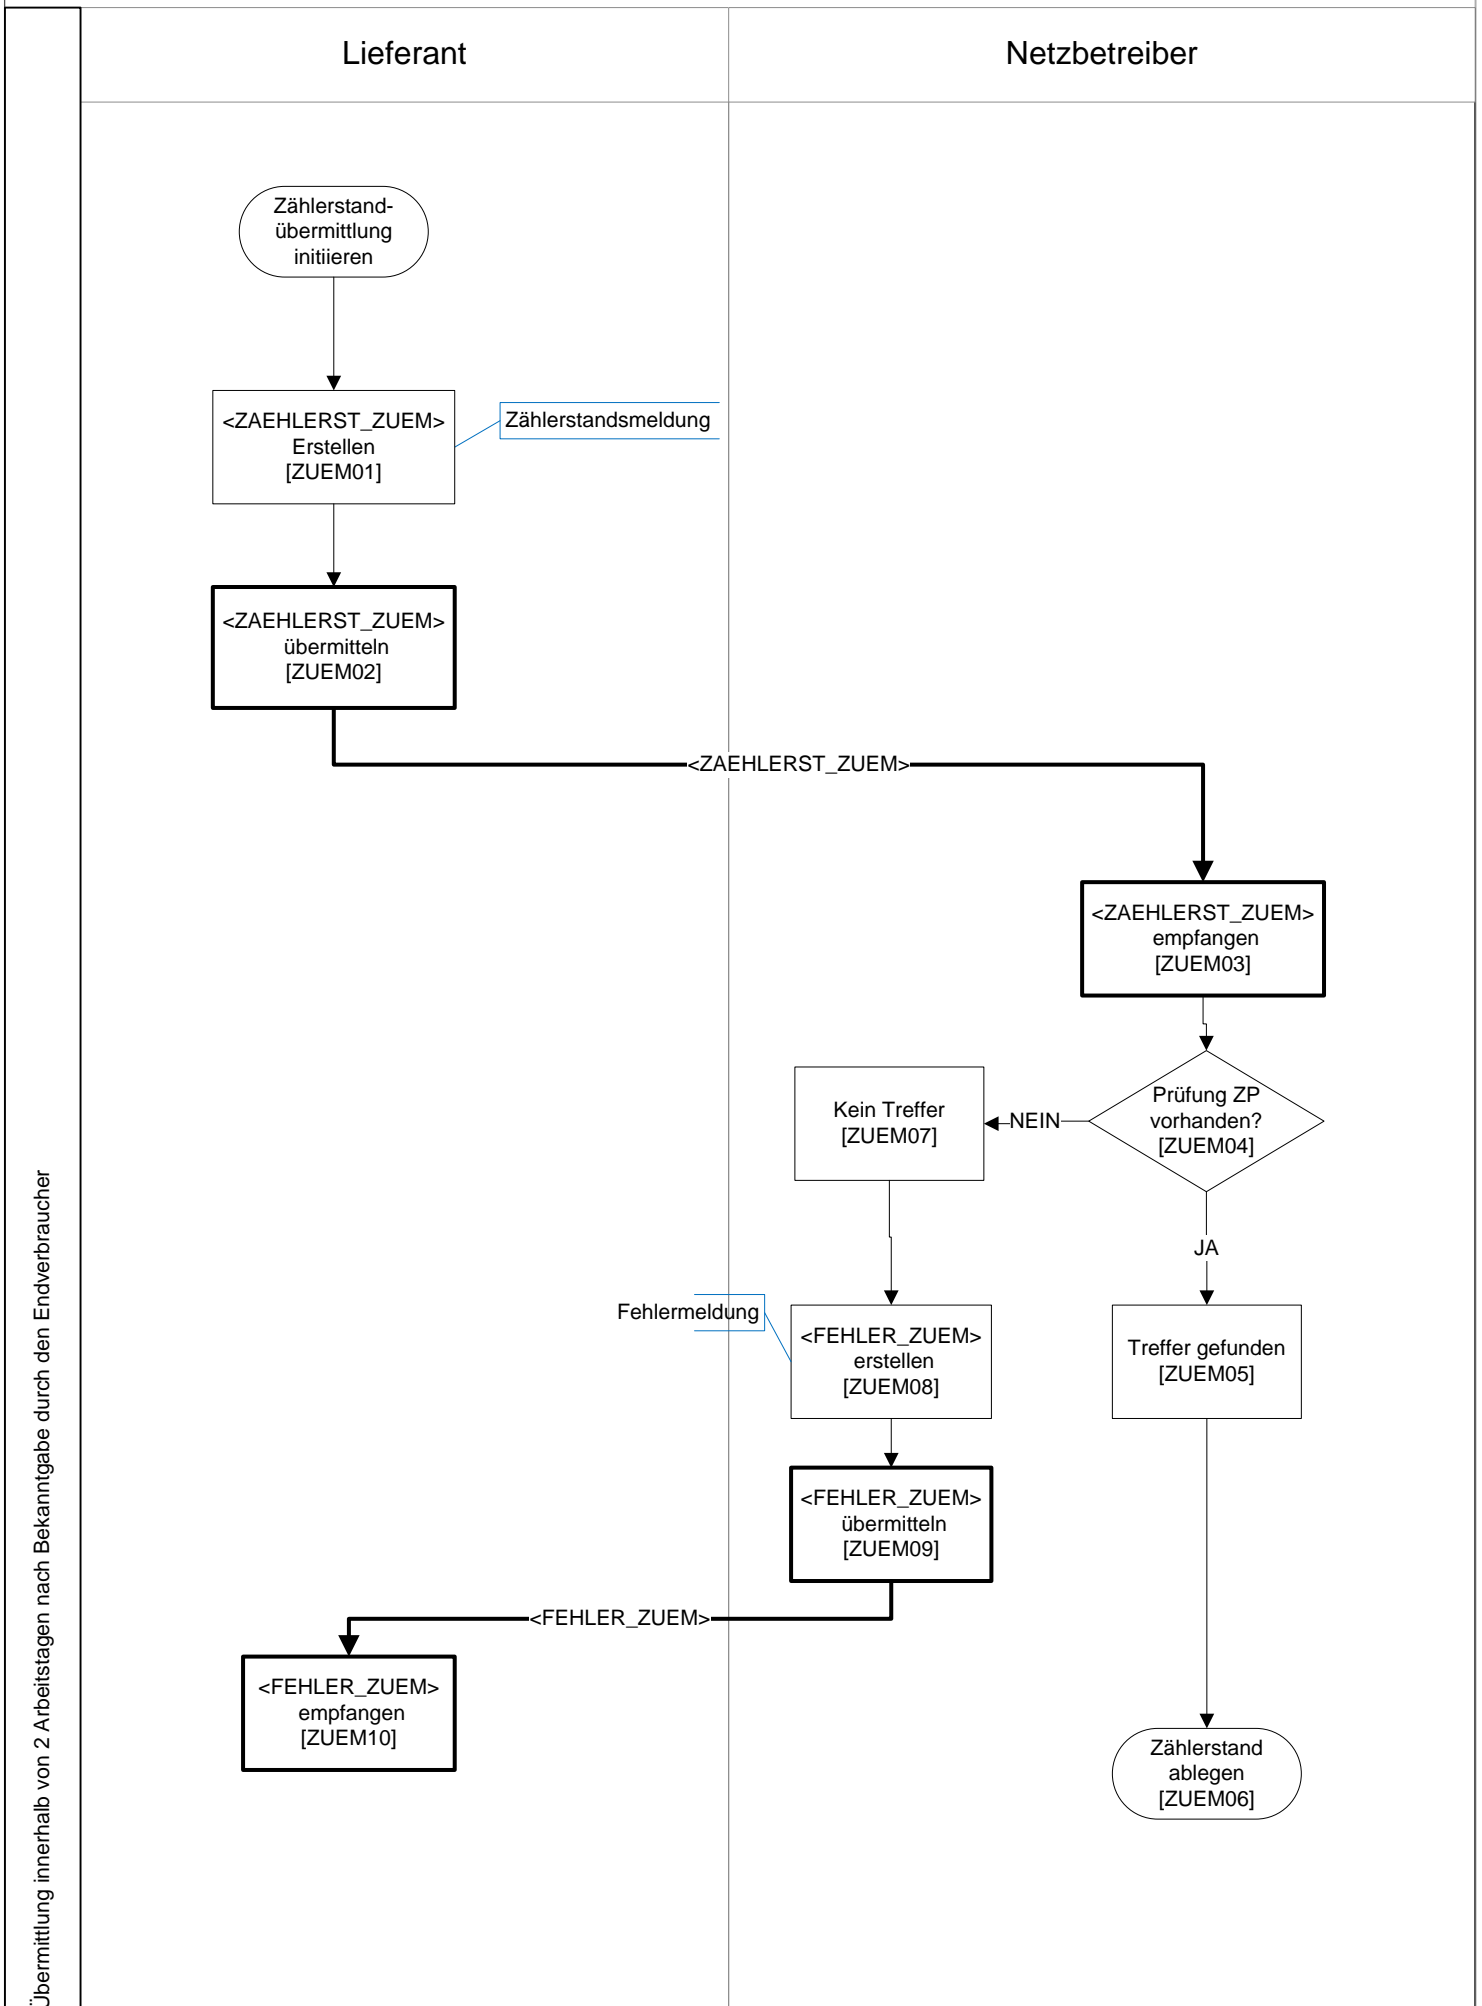 Lieferant
Netzbetreiber
Zählerstand-
übermittlung
initiieren
<ZAEHLERST_ZUEM>
Erstellen
[ZUEM01]
Zählerstandsmeldung
<ZAEHLERST_ZUEM>
übermitteln
[ZUEM02]
<ZAEHLERST_ZUEM>
<ZAEHLERST_ZUEM>
empfangen
[ZUEM03]
Prüfung ZP
vorhanden?
[ZUEM04]
NEIN
Kein Treffer
[ZUEM07]
JA
Fehlermeldung
<FEHLER_ZUEM>
erstellen
[ZUEM08]
Treffer gefunden
[ZUEM05]
<FEHLER_ZUEM>
übermitteln
[ZUEM09]
<FEHLER_ZUEM>
<FEHLER_ZUEM>
empfangen
[ZUEM10]
Zählerstand
ablegen
[ZUEM06]
Übermittlung innerhalb von 2 Arbeitstagen nach Bekanntgabe durch den Endverbraucher